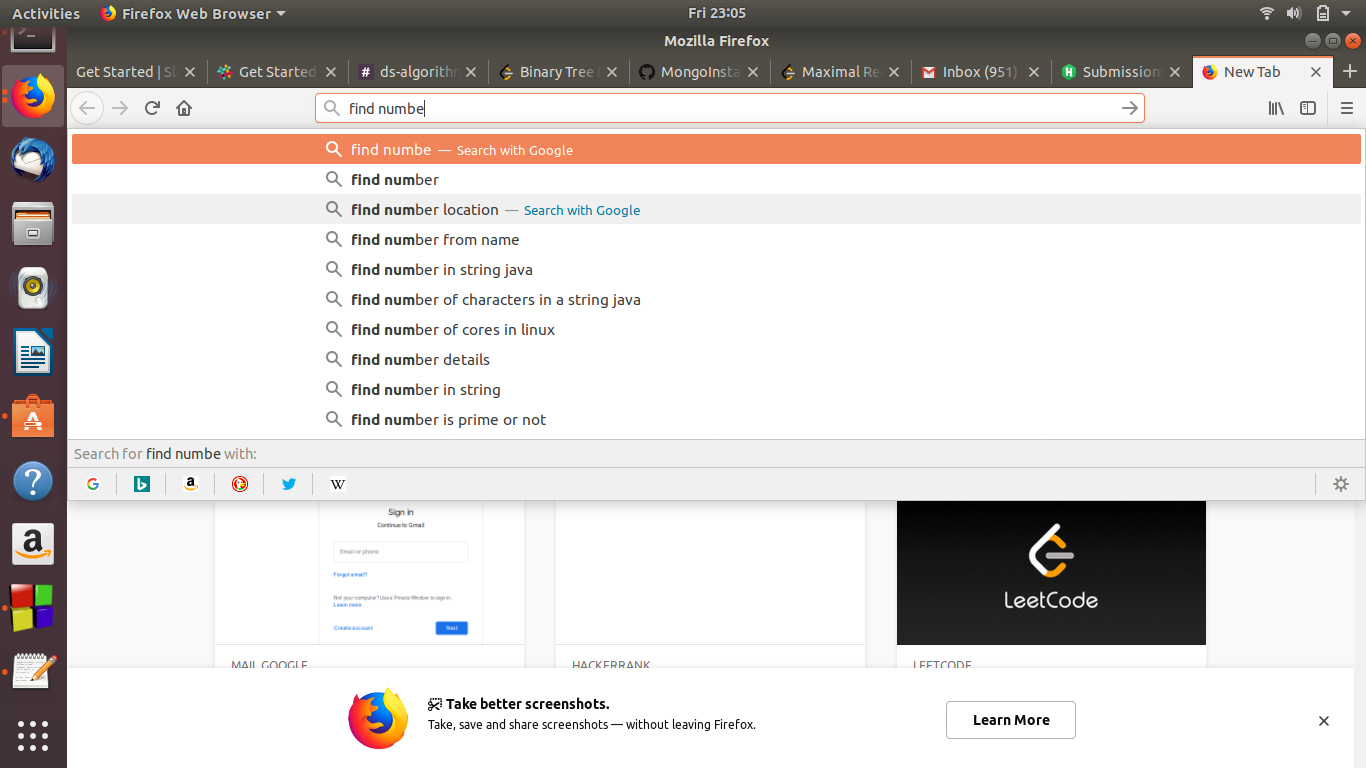 Activities Firefox Web Browser Fri 23:05
Mozilla Firefox
Get Started | Sl Get Started ds-algorithm Binary Tree MongoInsta Maximal Re Inbox (951) Submissions New Tab
find numbe
find numbe — Search with Google
find number
find number location — Search with Google
find number from name
find number in string java
find number of characters in a string java
find number of cores in linux
find number details
find number in string
find number is prime or not
Search for find numbe with:
Sign in
Continue to Gmail
Email or phone
Forgot email?
Not your computer? Use a Private Window to sign in.
Learn more
Create account Next
LeetCode
MAIL.GOOGLE HACKERRANK LEETCODE
Take better screenshots.
Take, save and share screenshots — without leaving Firefox.
Learn More